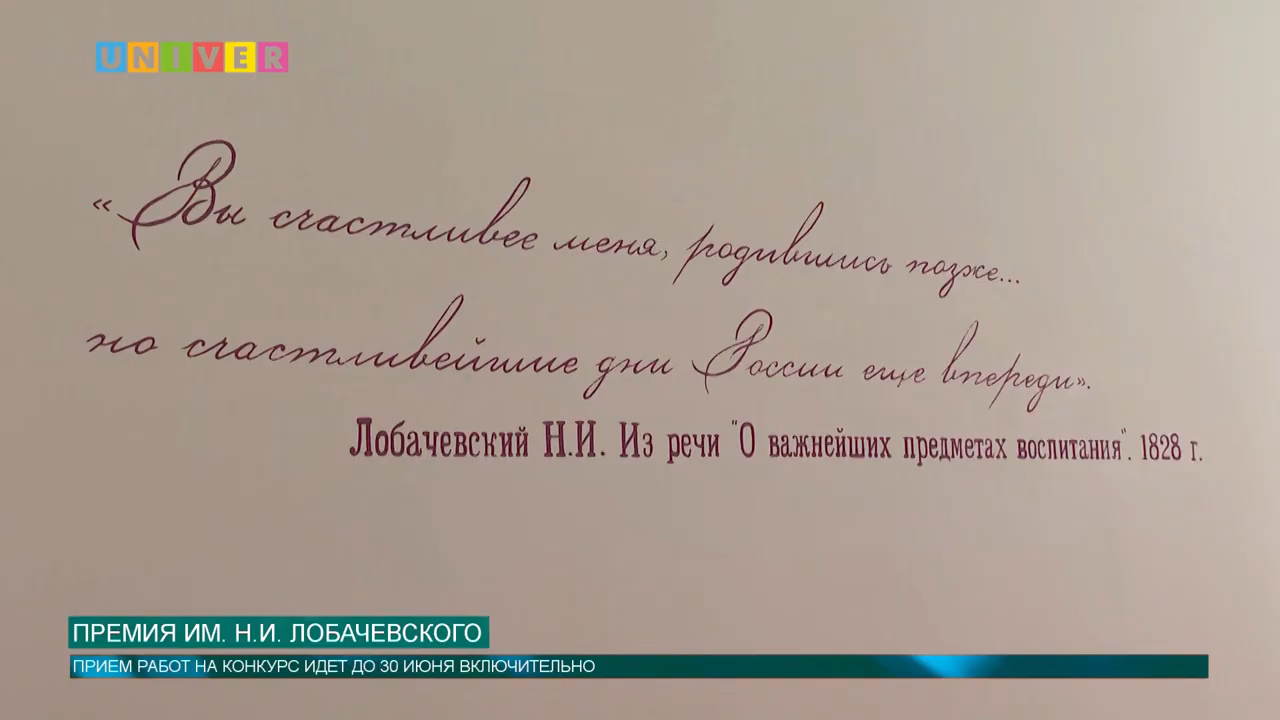 UNIVER
«Вы счастливее меня, родившись позже...
но счастливейшие дни России еще впереди».
Лобачевский Н.И. Из речи "О важнейших предметах воспитания". 1828 г.
ПРЕМИЯ ИМ. Н.И. ЛОБАЧЕВСКОГО
ПРИЕМ РАБОТ НА КОНКУРС ИДЕТ ДО 30 ИЮНЯ ВКЛЮЧИТЕЛЬНО